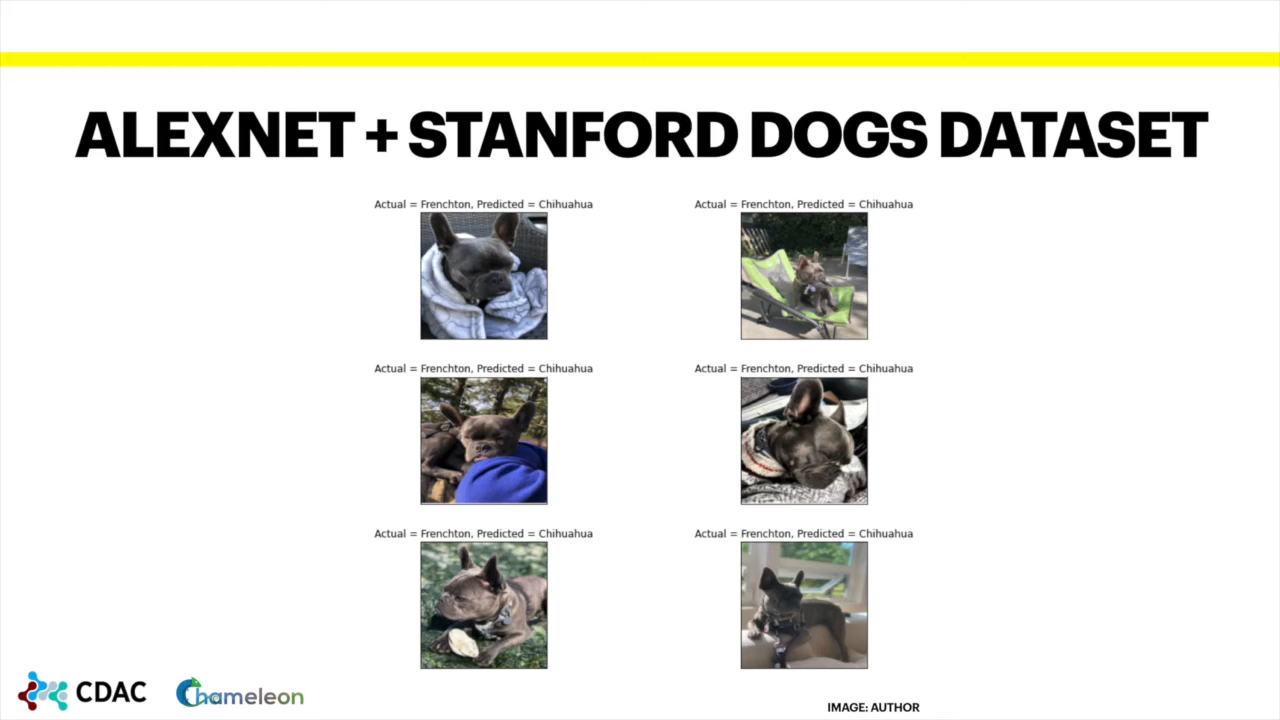 ALEXNET + STANFORD DOGS DATASET
Actual = Frenchton, Predicted = Chihuahua
Actual = Frenchton, Predicted = Chihuahua
Actual = Frenchton, Predicted = Chihuahua
Actual = Frenchton, Predicted = Chihuahua
Actual = Frenchton, Predicted = Chihuahua
Actual = Frenchton, Predicted = Chihuahua
CDAC
Chameleon
IMAGE: AUTHOR